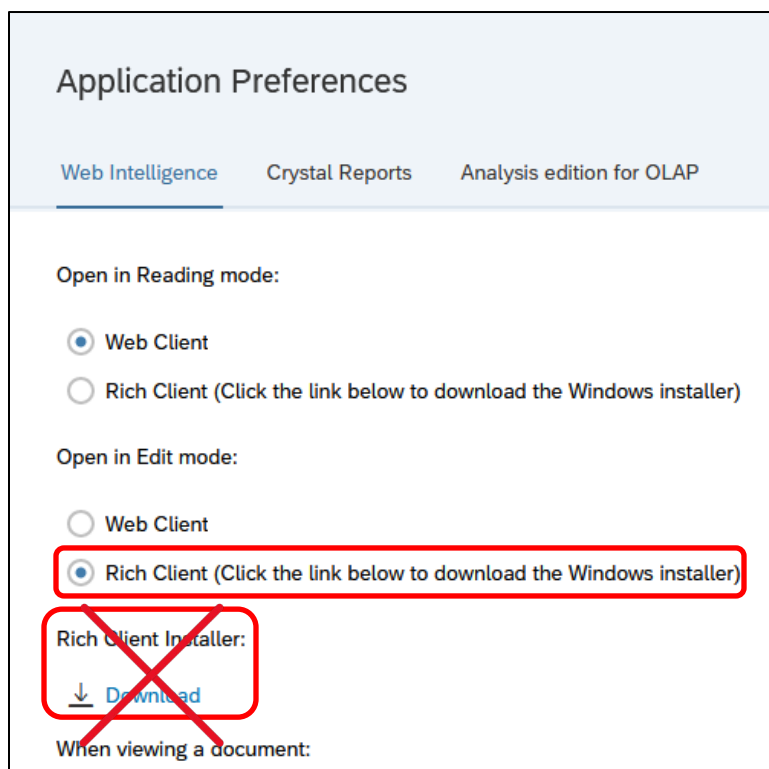 Application Preferences
Web Intelligence Crystal Reports Analysis edition for OLAP
Open in Reading mode:
Web Client
Rich Client (Click the link below to download the Windows installer)
Open in Edit mode:
Web Client
Rich Client (Click the link below to download the Windows installer)
Rich Client Installer:
Download
When viewing a document: